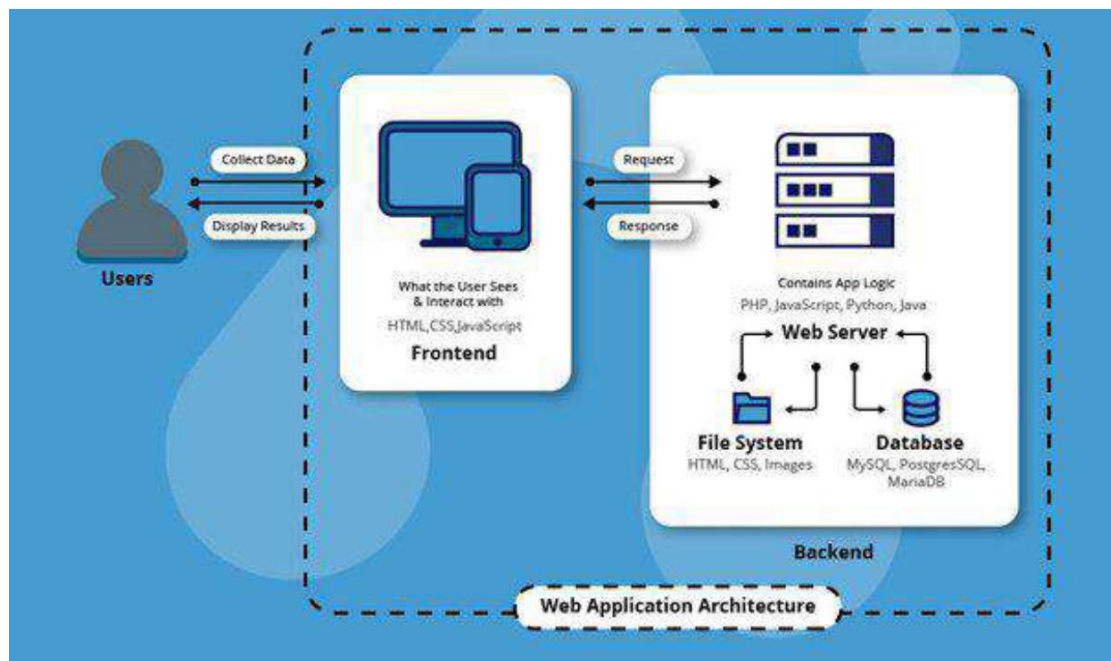 Collect Data
Display Results
Users
What the User Sees
& Interact with
HTML,CSS,JavaScript
Frontend
Request
Response
Contains App Logic
PHP, JavaScript, Python, Java
Web Server
File System
HTML, CSS, Images
Database
MySQL, PostgresSQL,
MariaDB
Backend
Web Application Architecture